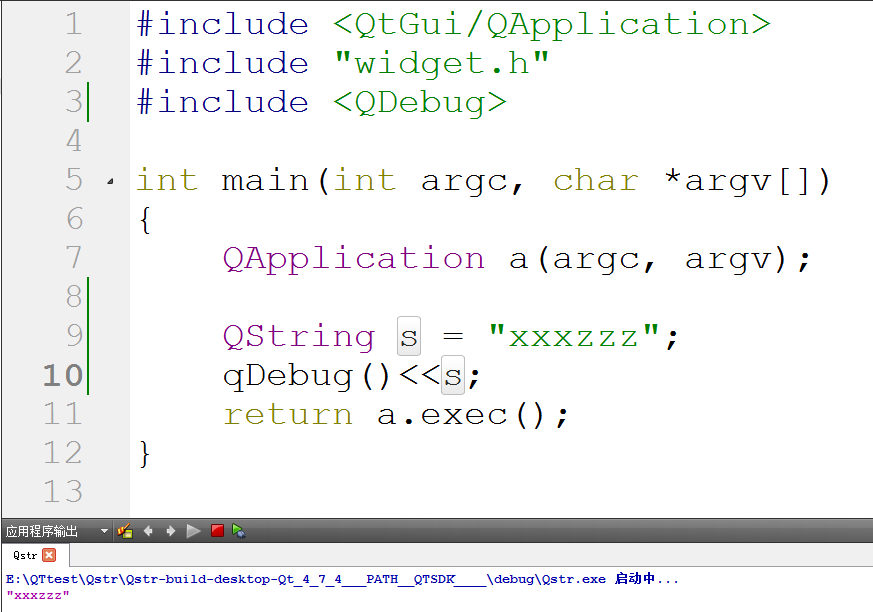 1 #include <QtGui/QApplication>
2 #include "widget.h"
3 #include <QDebug>
4
5 int main(int argc, char *argv[])
6 {
7 QApplication a(argc, argv);
8
9 QString s = "xxxzzz";
10 qDebug()<<s;
11 return a.exec();
12 }
13
应用程序输出
Qstr
E:\QTtest\Qstr\Qstr-build-desktop-Qt_4_7_4___PATH__QTSDK____\debug\Qstr.exe 启动中...
"xxxzzz"